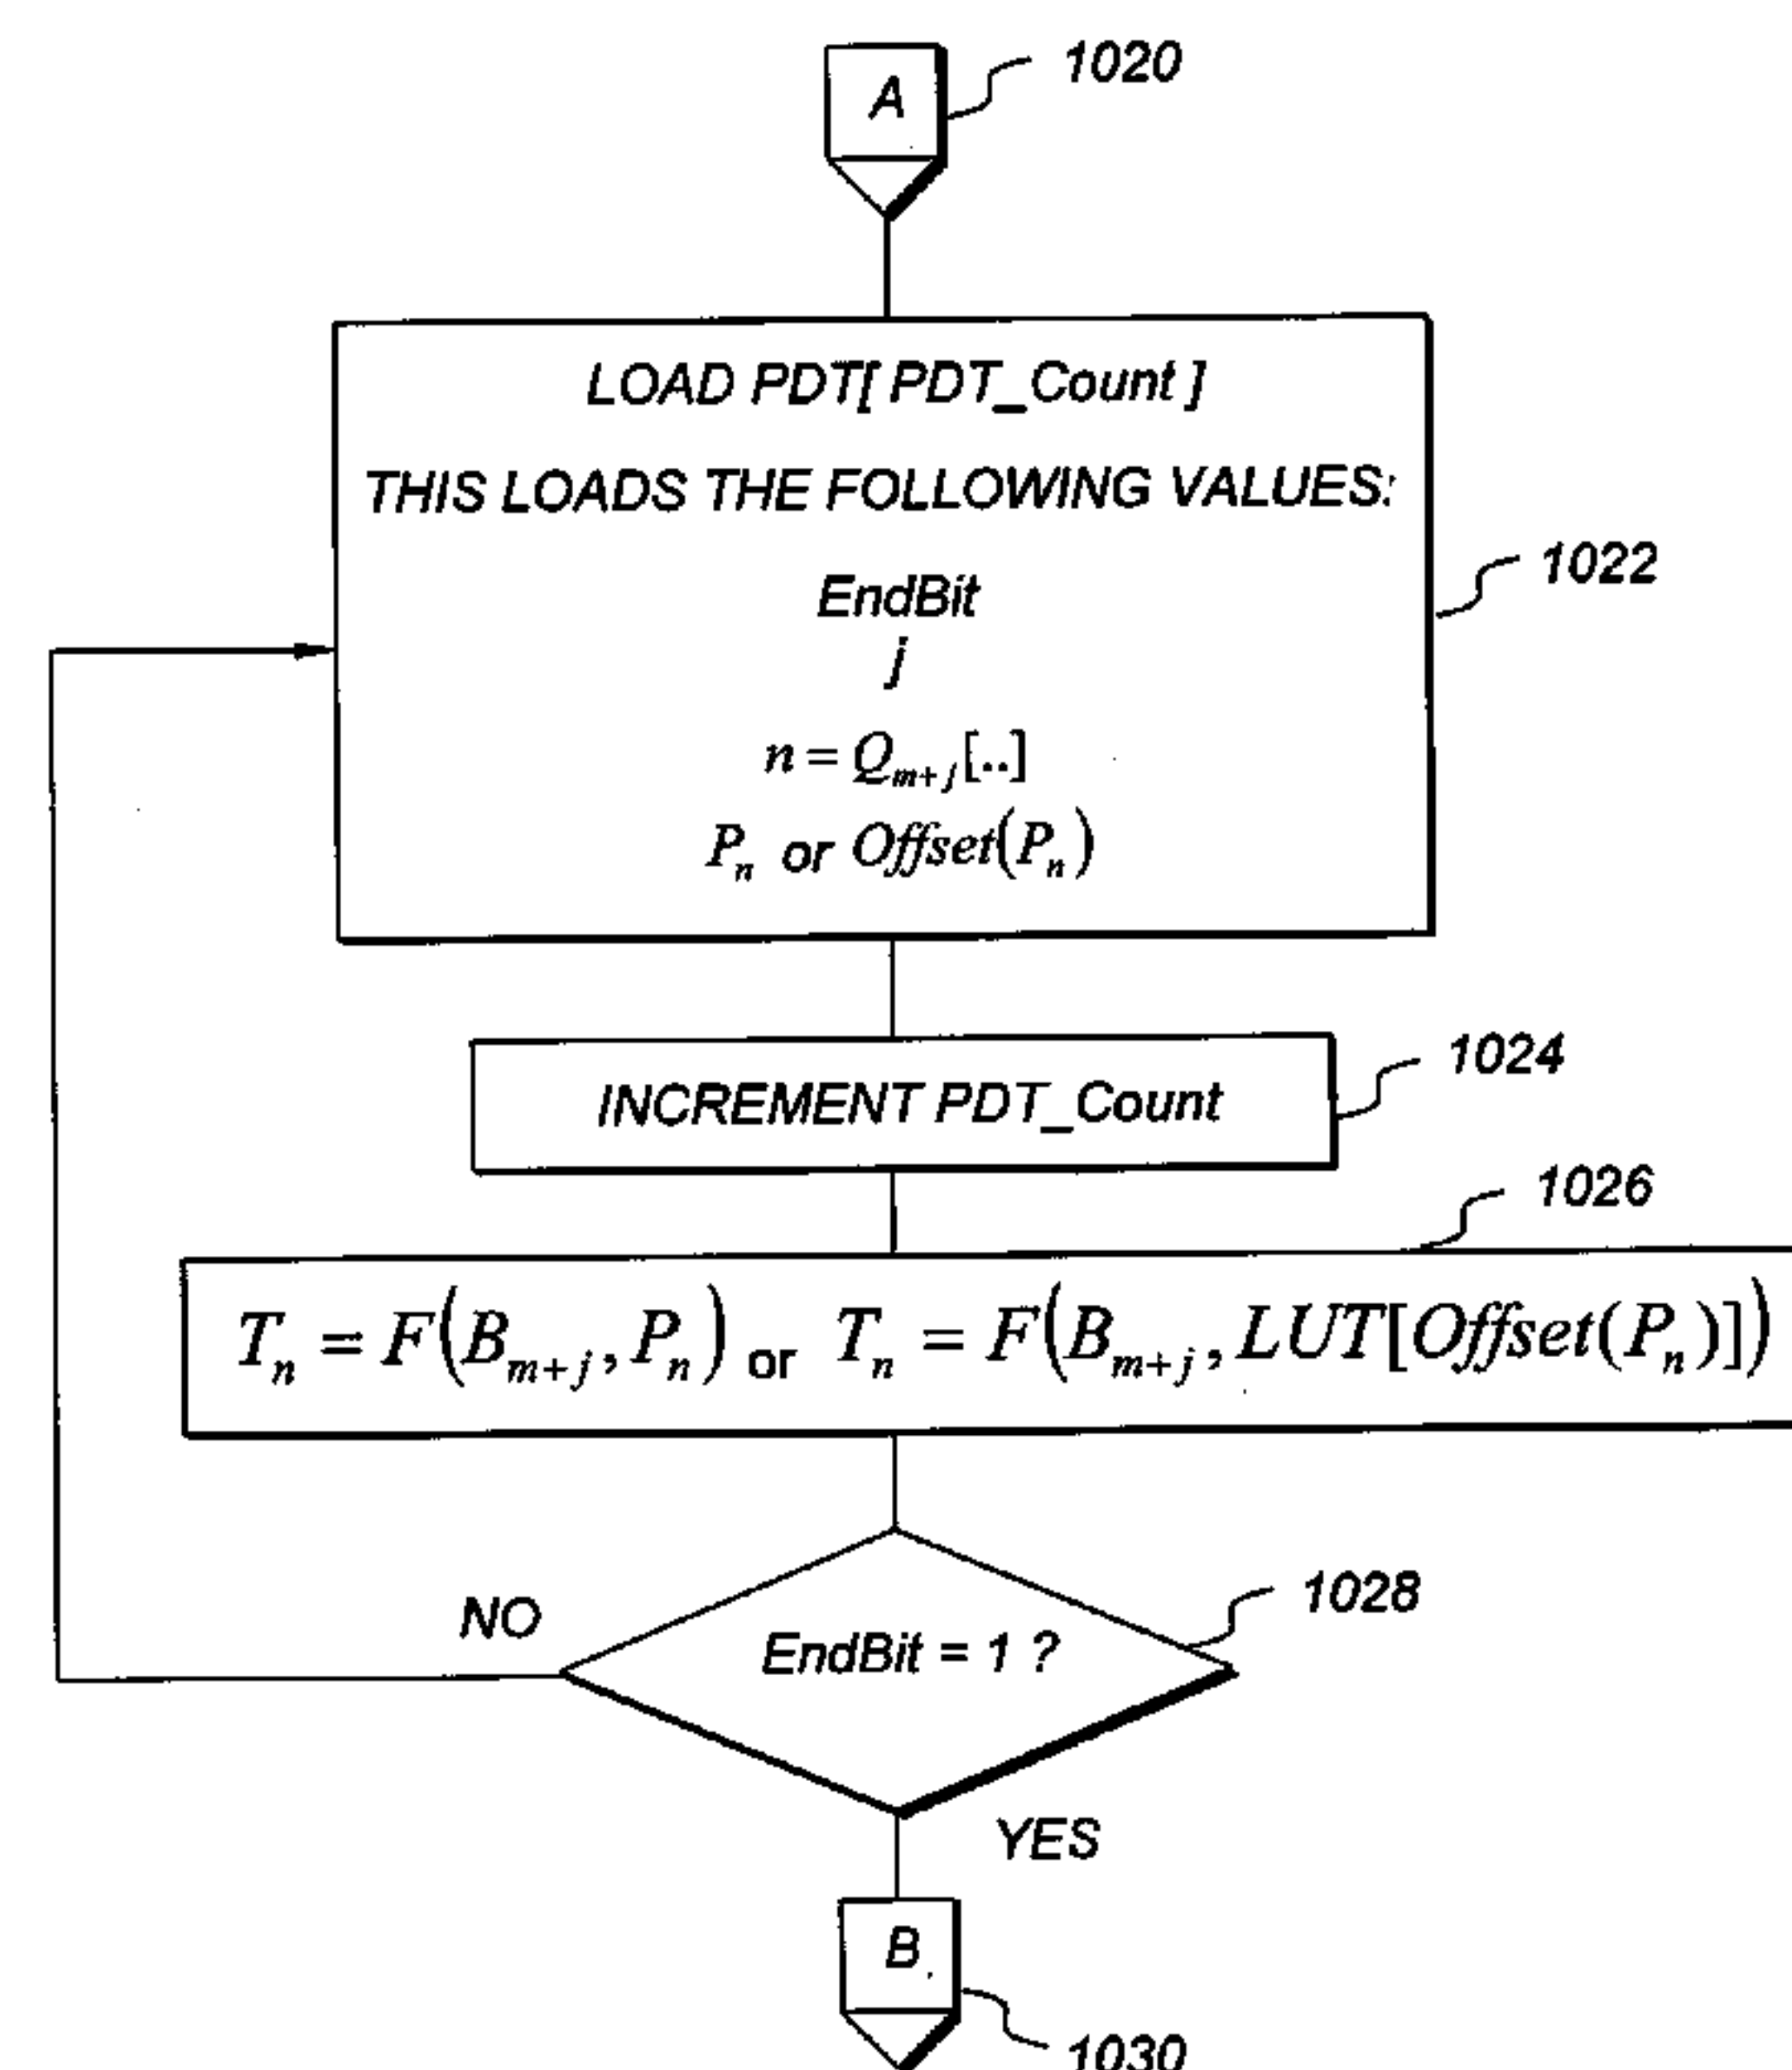 A
1020
LOAD PDT[ PDT_Count ]
THIS LOADS THE FOLLOWING VALUES:
EndBit
j
1022
n = Q_{m+j}[..]
P_n or Offset(P_n)
1024
INCREMENT PDT_Count
1026
T_n = F(B_{m+j}, P_n) or T_n = F(B_{m+j}, LUT[Offset(P_n)])
1028
NO
EndBit = 1 ?
YES
B
1030